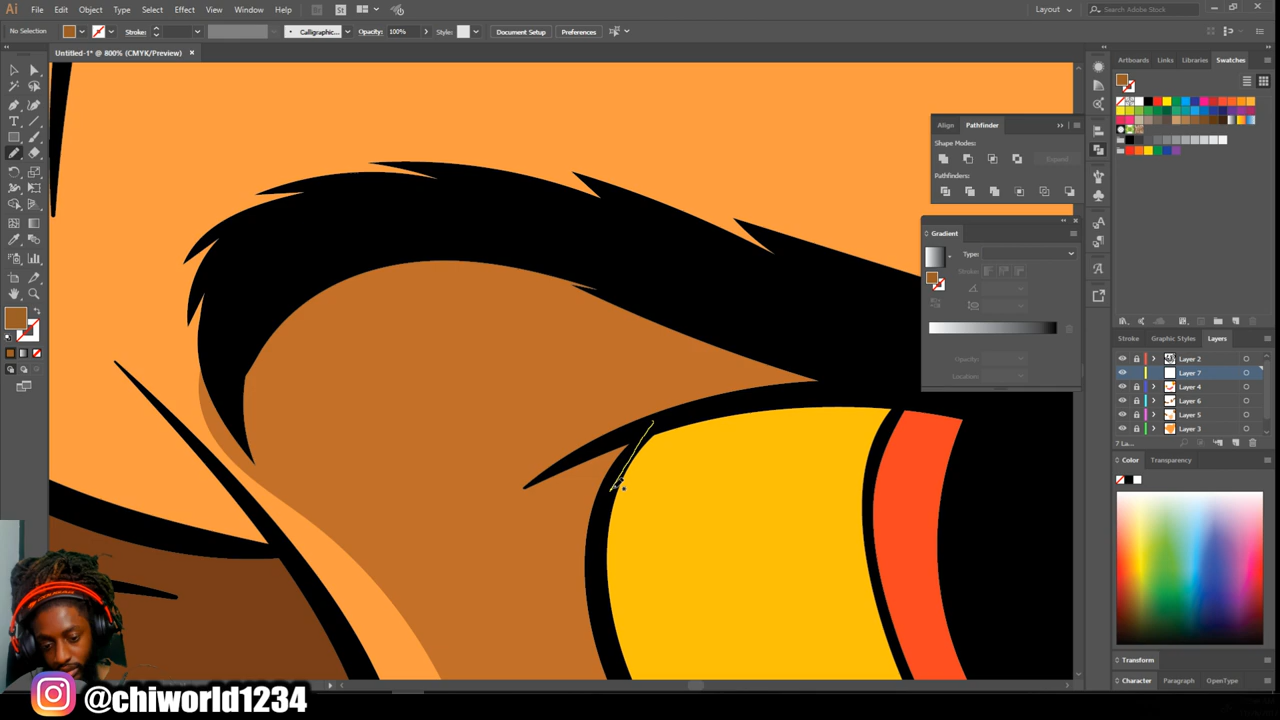 Ai File Edit Object Type Select Effect View Window Help Br St Layout Search Adobe Stock
No Selection Stroke: Calligraphic... Opacity: 100% Style: Document Setup Preferences
Untitled-1* @ 800% (CMYK/Preview) ×
Artboards Links Libraries Swatches
Align Pathfinder
Shape Modes:
Expand
Pathfinders:
Gradient
Type:
Stroke:
Opacity:
Location:
Stroke Graphic Styles Layers
Layer 2
Layer 7
Layer 4
Layer 6
Layer 5
Layer 3
7 La...
Color Transparency
Transform
Character Paragraph OpenType
@chiworld1234